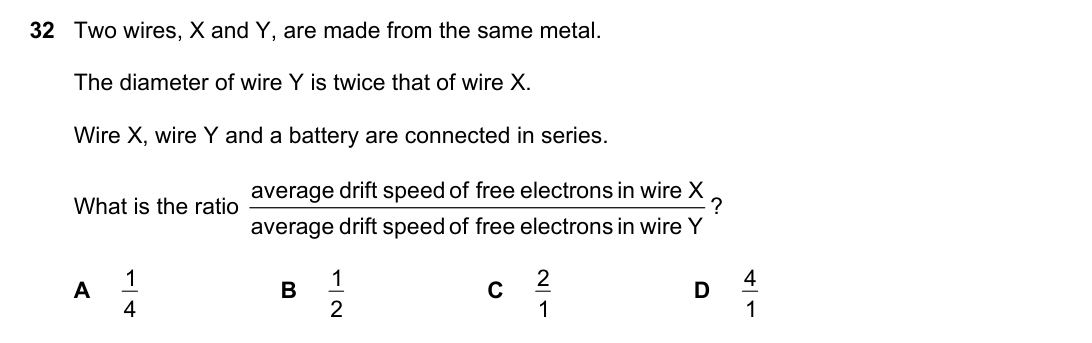 32 Two wires, X and Y, are made from the same metal.
The diameter of wire Y is twice that of wire X.
Wire X, wire Y and a battery are connected in series.
What is the ratio average drift speed of free electrons in wire X / average drift speed of free electrons in wire Y ?
A 1/4 B 1/2 C 2/1 D 4/1